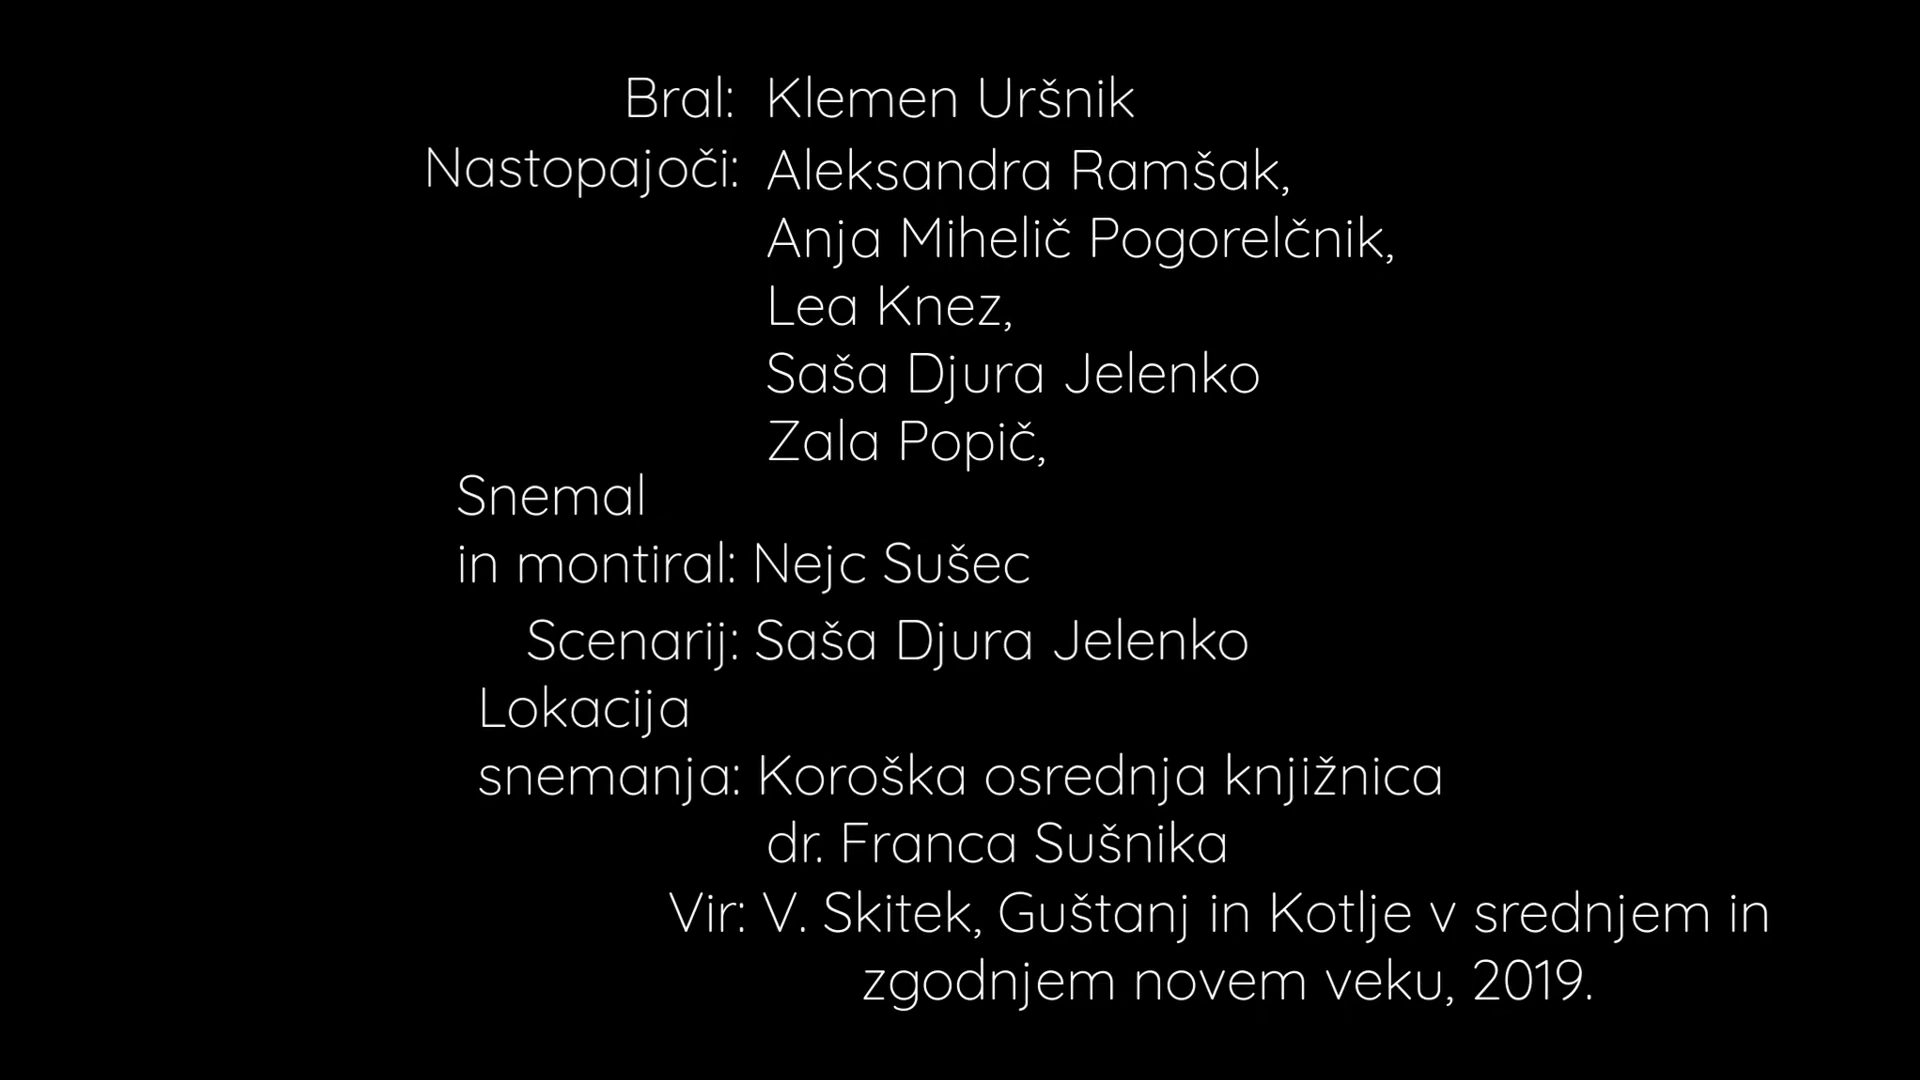 Bral: Klemen Uršnik
Nastopajoči: Aleksandra Ramšak,
Anja Mihelič Pogorelčnik,
Lea Knez,
Saša Djura Jelenko
Zala Popič,
Snemal
in montiral: Nejc Sušec
Scenarij: Saša Djura Jelenko
Lokacija
snemanja: Koroška osrednja knjižnica
dr. Franca Sušnika
Vir: V. Skitek, Guštanj in Kotlje v srednjem in
zgodnjem novem veku, 2019.